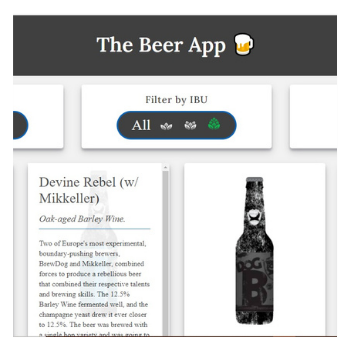 The Beer App
Filter by IBU
All
Devine Rebel (w/
Mikkeller)
Oak-aged Barley Wine.
Two of Europe's most experimental,
boundary-pushing brewers,
BrewDog and Mikkeller, combined
forces to produce a rebellious beer
that combined their respective talents
and brewing skills. The 12.5%
Barley Wine fermented well, and the
champagne yeast drew it ever closer
to 12.5%. The beer was brewed with
a single hop variety and was going to
B